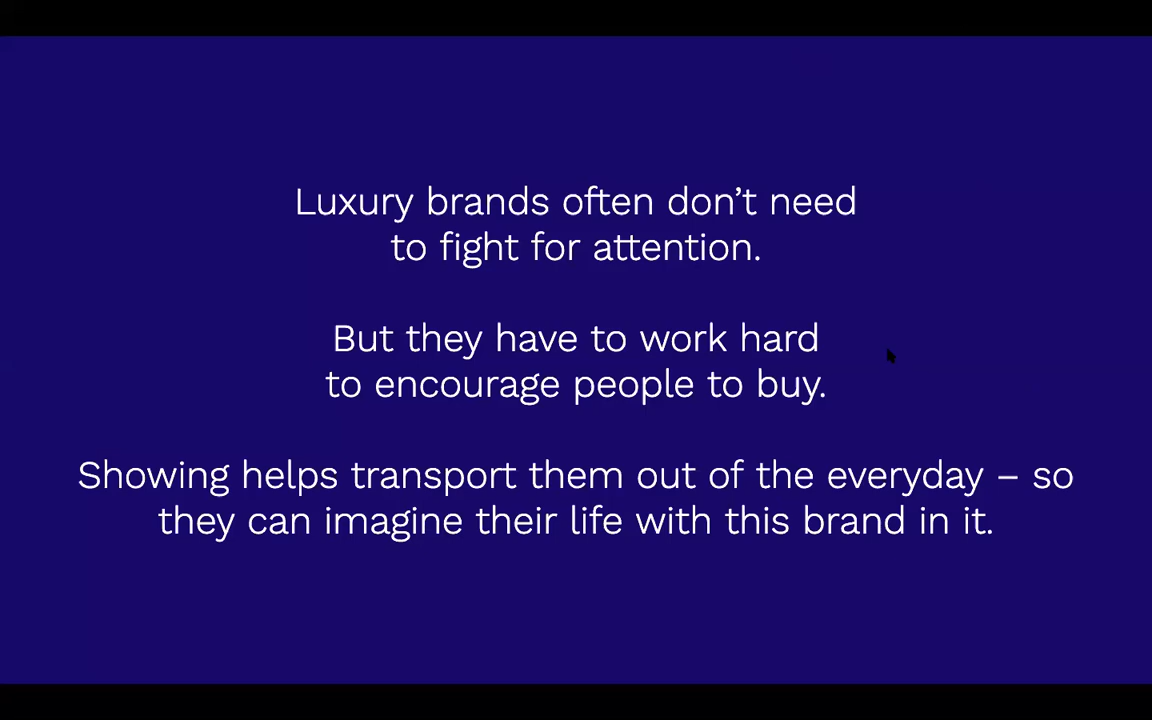 Luxury brands often don’t need
to fight for attention.
But they have to work hard
to encourage people to buy.
Showing helps transport them out of the everyday – so
they can imagine their life with this brand in it.